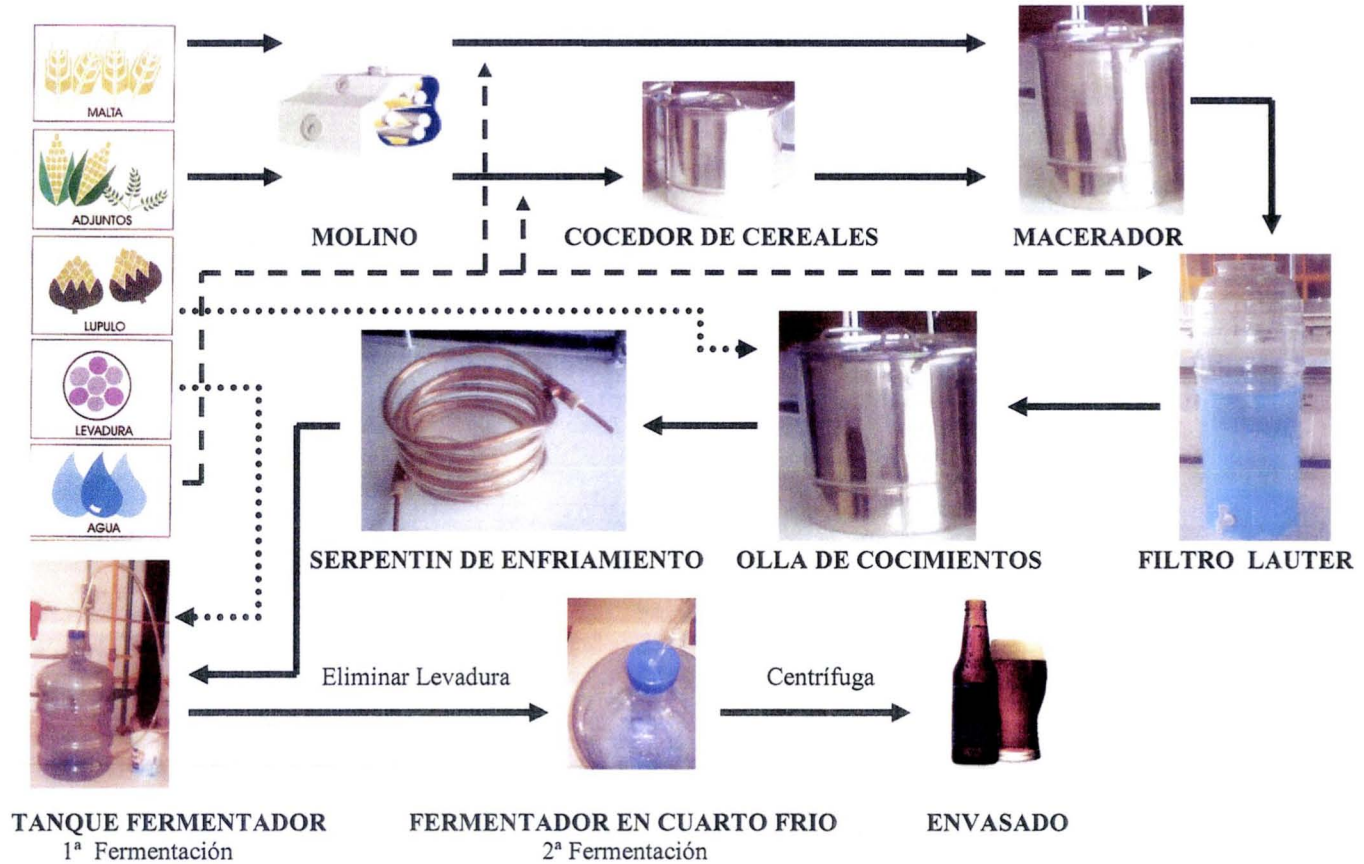 MALTA
ADJUNTOS
LUPULO
LEVADURA
AGUA
MOLINO
COCEDOR DE CEREALES
MACERADOR
SERPENTIN DE ENFRIAMIENTO
OLLA DE COCIMIENTOS
FILTRO LAUTER
Eliminar Levadura
Centrífuga
TANQUE FERMENTADOR
1ª Fermentación
FERMENTADOR EN CUARTO FRIO
2ª Fermentación
ENVASADO